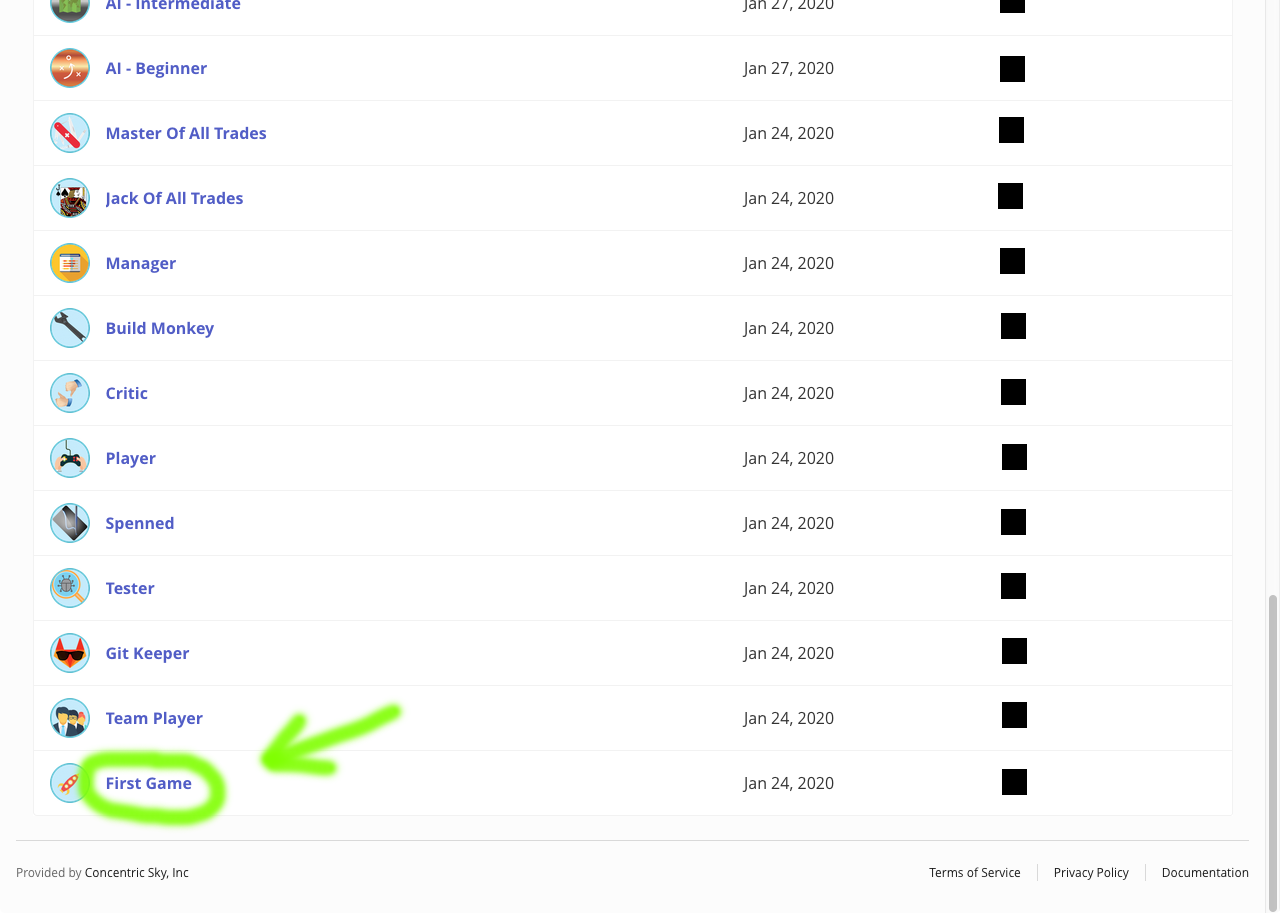 AI - Intermediate Jan 27, 2020
AI - Beginner Jan 27, 2020
Master Of All Trades Jan 24, 2020
Jack Of All Trades Jan 24, 2020
Manager Jan 24, 2020
Build Monkey Jan 24, 2020
Critic Jan 24, 2020
Player Jan 24, 2020
Spenned Jan 24, 2020
Tester Jan 24, 2020
Git Keeper Jan 24, 2020
Team Player Jan 24, 2020
First Game Jan 24, 2020
Provided by Concentric Sky, Inc Terms of Service Privacy Policy Documentation